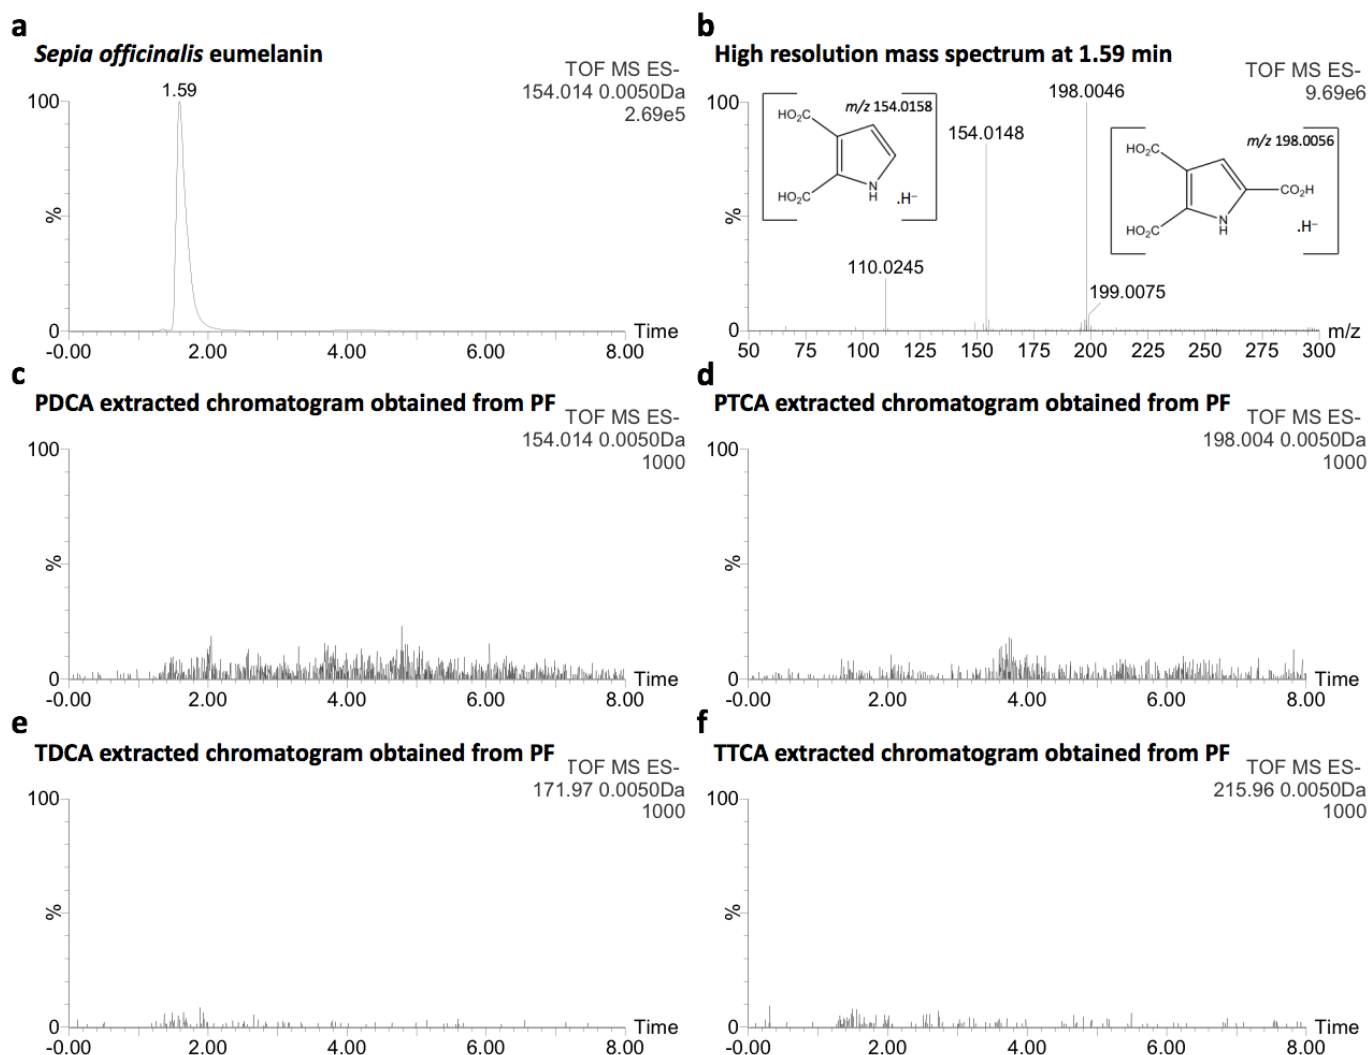 a
Sepia officinalis eumelanin
TOF MS ES-
154.014 0.0050Da
2.69e5
1.59
100
%
0
Time
-0.00 2.00 4.00 6.00 8.00
b
High resolution mass spectrum at 1.59 min
TOF MS ES-
9.69e6
198.0046
100
m/z 154.0158
HO2C
HO2C
N
H
.H–
154.0148
m/z 198.0056
HO2C
CO2H
HO2C
N
H
.H–
%
110.0245
199.0075
0
m/z
50 75 100 125 150 175 200 225 250 275 300
c
PDCA extracted chromatogram obtained from PF
TOF MS ES-
154.014 0.0050Da
1000
100
%
0
Time
-0.00 2.00 4.00 6.00 8.00
d
PTCA extracted chromatogram obtained from PF
TOF MS ES-
198.004 0.0050Da
1000
100
%
0
Time
-0.00 2.00 4.00 6.00 8.00
e
TDCA extracted chromatogram obtained from PF
TOF MS ES-
171.97 0.0050Da
1000
100
%
0
Time
-0.00 2.00 4.00 6.00 8.00
f
TTCA extracted chromatogram obtained from PF
TOF MS ES-
215.96 0.0050Da
1000
100
%
0
Time
-0.00 2.00 4.00 6.00 8.00